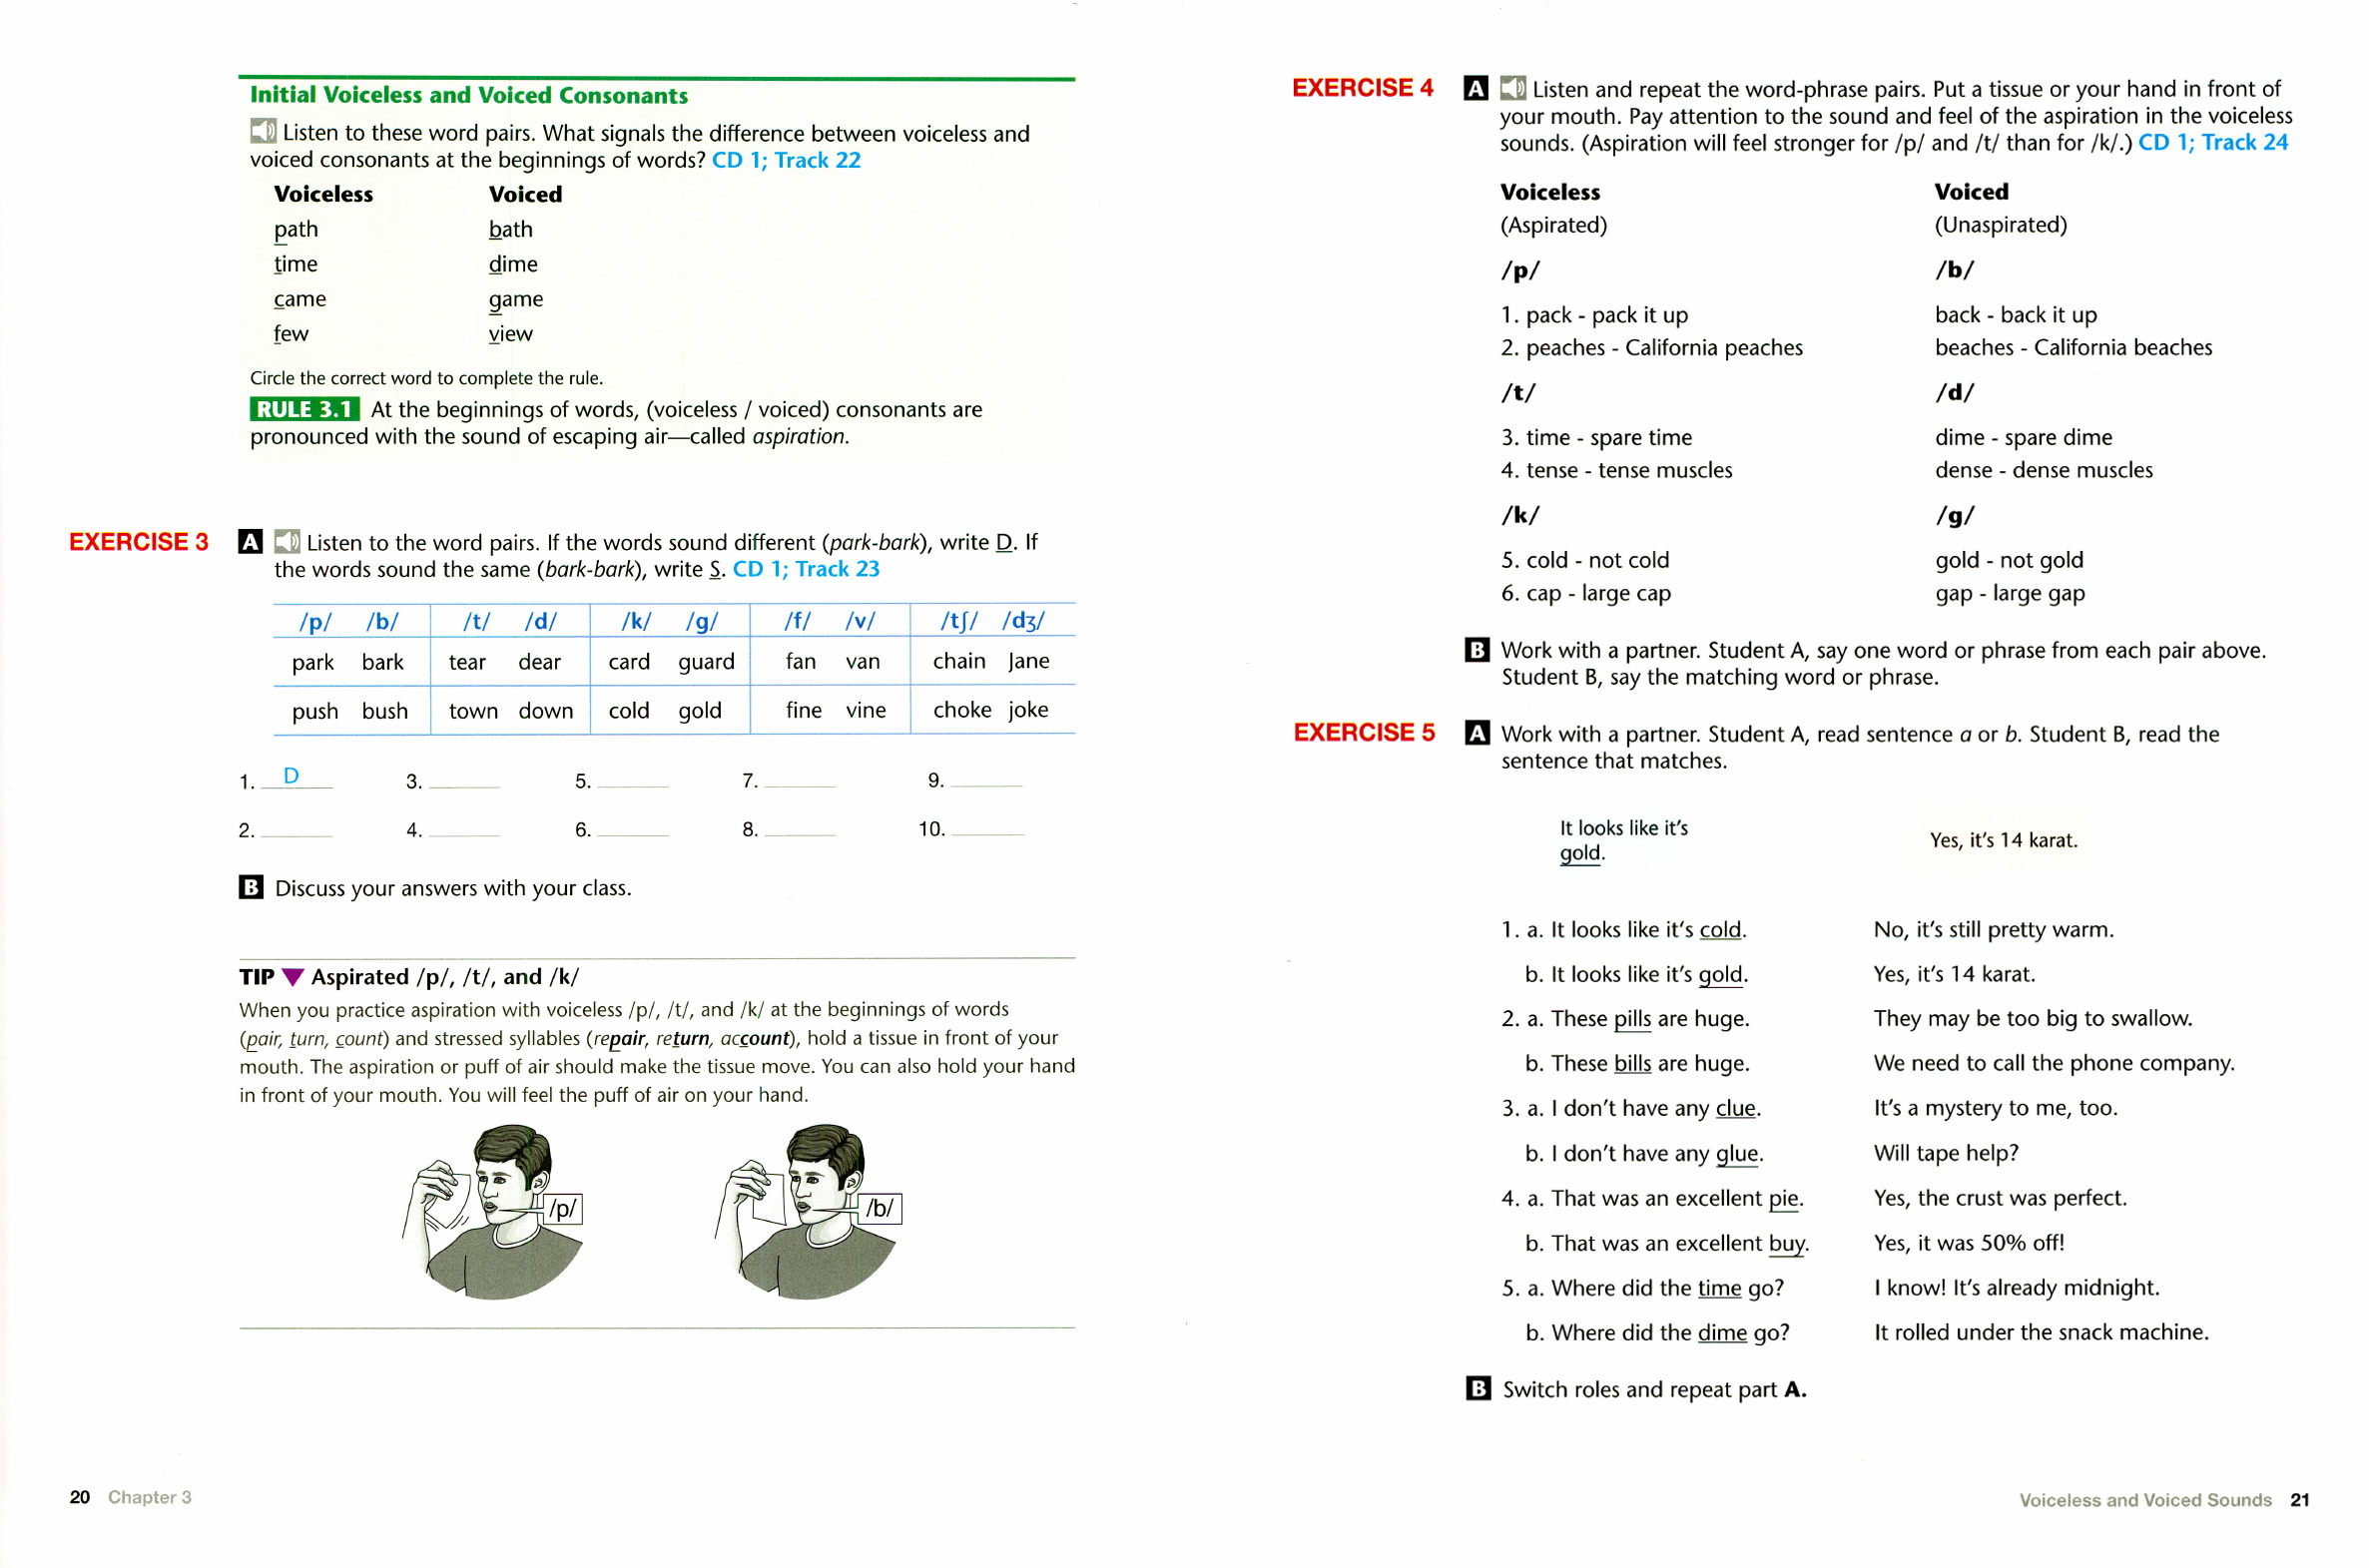 Initial Voiceless and Voiced Consonants
Listen to these word pairs. What signals the difference between voiceless and
voiced consonants at the beginnings of words? CD 1; Track 22
Voiceless Voiced
path bath
time dime
came game
few view
Circle the correct word to complete the rule.
RULE 3.1 At the beginnings of words, (voiceless / voiced) consonants are
pronounced with the sound of escaping air—called aspiration.
EXERCISE 3 A Listen to the word pairs. If the words sound different (park-bark), write D. If
the words sound the same (bark-bark), write S. CD 1; Track 23
/p/ /b/ /t/ /d/ /k/ /g/ /f/ /v/ /tʃ/ /dʒ/
park bark tear dear card guard fan van chain Jane
push bush town down cold gold fine vine choke joke
1. D 3. 5. 7. 9.
2. 4. 6. 8. 10.
B Discuss your answers with your class.
TIP Aspirated /p/, /t/, and /k/
When you practice aspiration with voiceless /p/, /t/, and /k/ at the beginnings of words
(pair, turn, count) and stressed syllables (repair, return, account), hold a tissue in front of your
mouth. The aspiration or puff of air should make the tissue move. You can also hold your hand
in front of your mouth. You will feel the puff of air on your hand.
/p/ /b/
20 Chapter 3
EXERCISE 4 A Listen and repeat the word-phrase pairs. Put a tissue or your hand in front of
your mouth. Pay attention to the sound and feel of the aspiration in the voiceless
sounds. (Aspiration will feel stronger for /p/ and /t/ than for /k/.) CD 1; Track 24
Voiceless Voiced
(Aspirated) (Unaspirated)
/p/ /b/
1. pack - pack it up back - back it up
2. peaches - California peaches beaches - California beaches
/t/ /d/
3. time - spare time dime - spare dime
4. tense - tense muscles dense - dense muscles
/k/ /g/
5. cold - not cold gold - not gold
6. cap - large cap gap - large gap
B Work with a partner. Student A, say one word or phrase from each pair above.
Student B, say the matching word or phrase.
EXERCISE 5 A Work with a partner. Student A, read sentence a or b. Student B, read the
sentence that matches.
It looks like it's
gold.
Yes, it's 14 karat.
1. a. It looks like it's cold. No, it's still pretty warm.
b. It looks like it's gold. Yes, it's 14 karat.
2. a. These pills are huge. They may be too big to swallow.
b. These bills are huge. We need to call the phone company.
3. a. I don't have any clue. It's a mystery to me, too.
b. I don't have any glue. Will tape help?
4. a. That was an excellent pie. Yes, the crust was perfect.
b. That was an excellent buy. Yes, it was 50% off!
5. a. Where did the time go? I know! It's already midnight.
b. Where did the dime go? It rolled under the snack machine.
B Switch roles and repeat part A.
Voiceless and Voiced Sounds 21